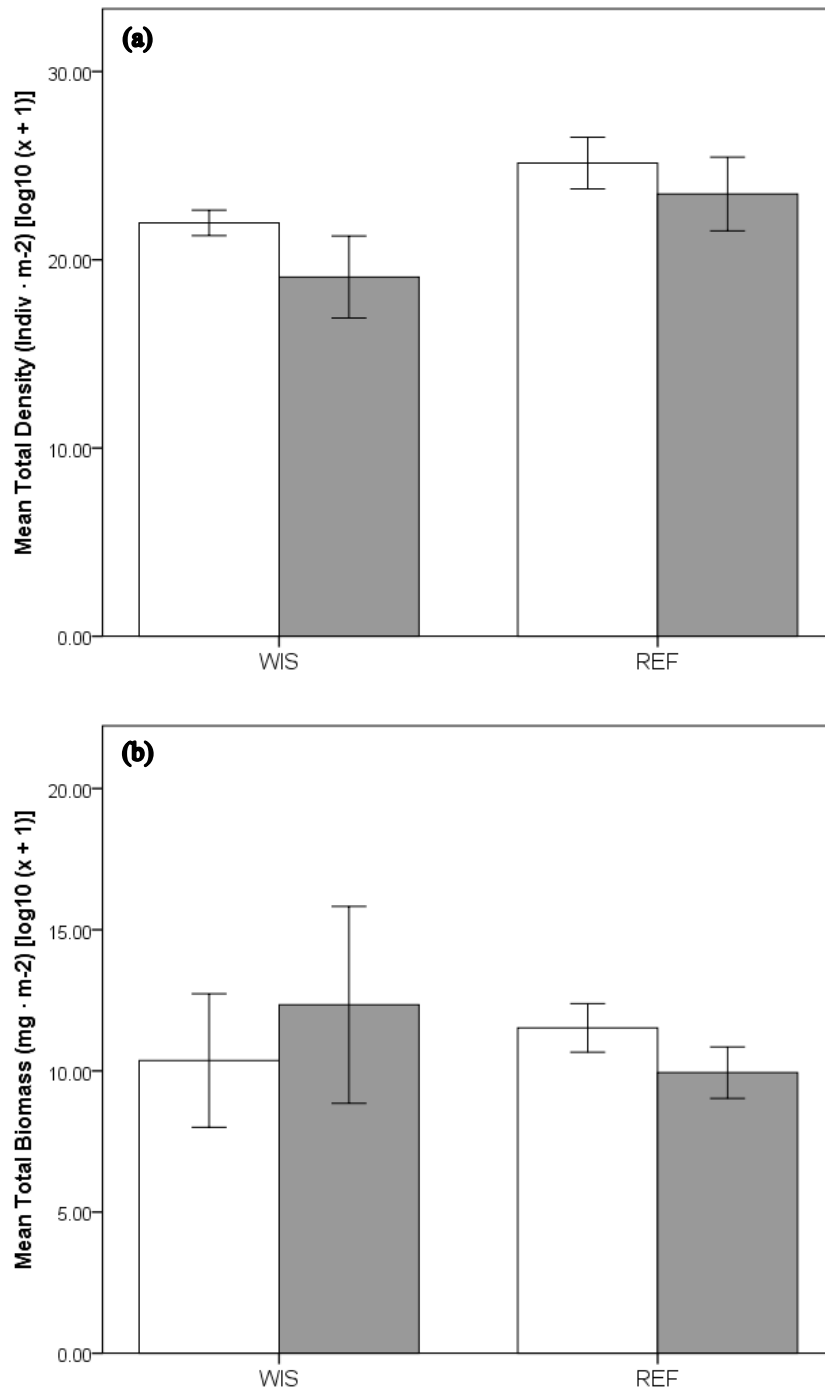 (a)
Mean Total Density (Indiv · m-2) [log10 (x + 1)]
30.00
20.00
10.00
0.00
WIS REF
(b)
Mean Total Biomass (mg · m-2) [log10 (x + 1)]
20.00
15.00
10.00
5.00
0.00
WIS REF